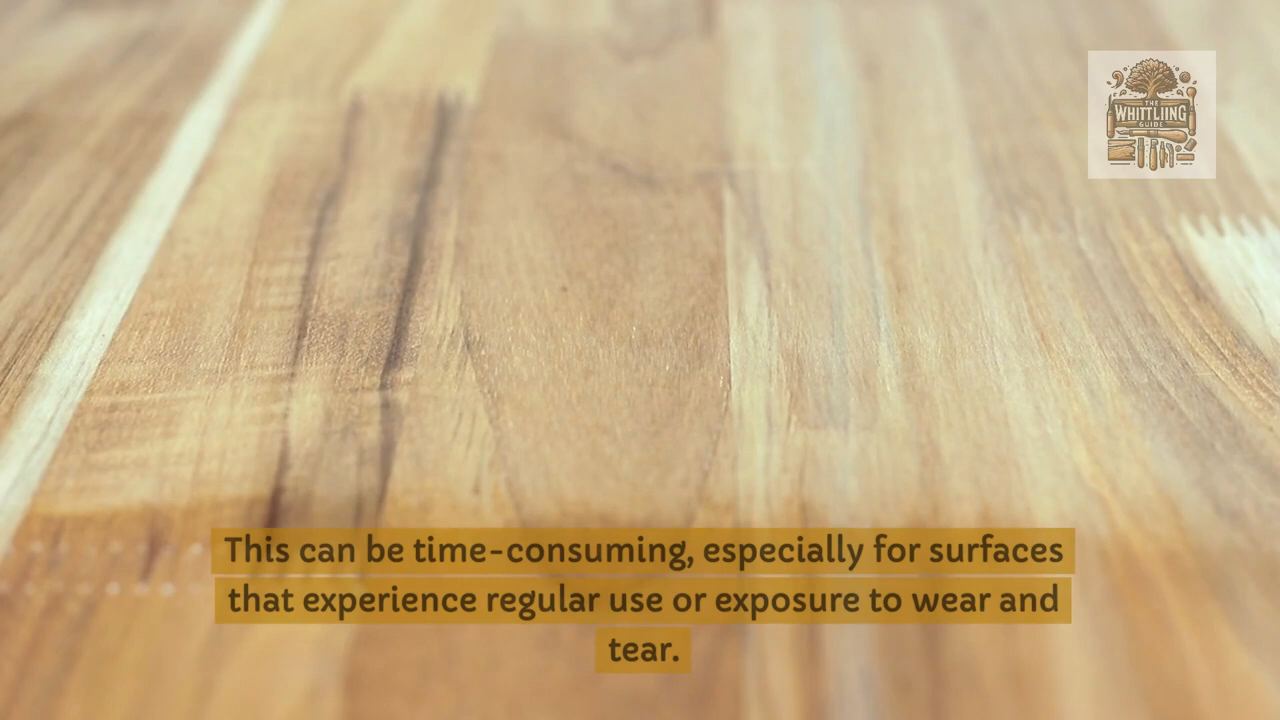 THE
WHITTLIING
GUIDE
This can be time-consuming, especially for surfaces
that experience regular use or exposure to wear and
tear.